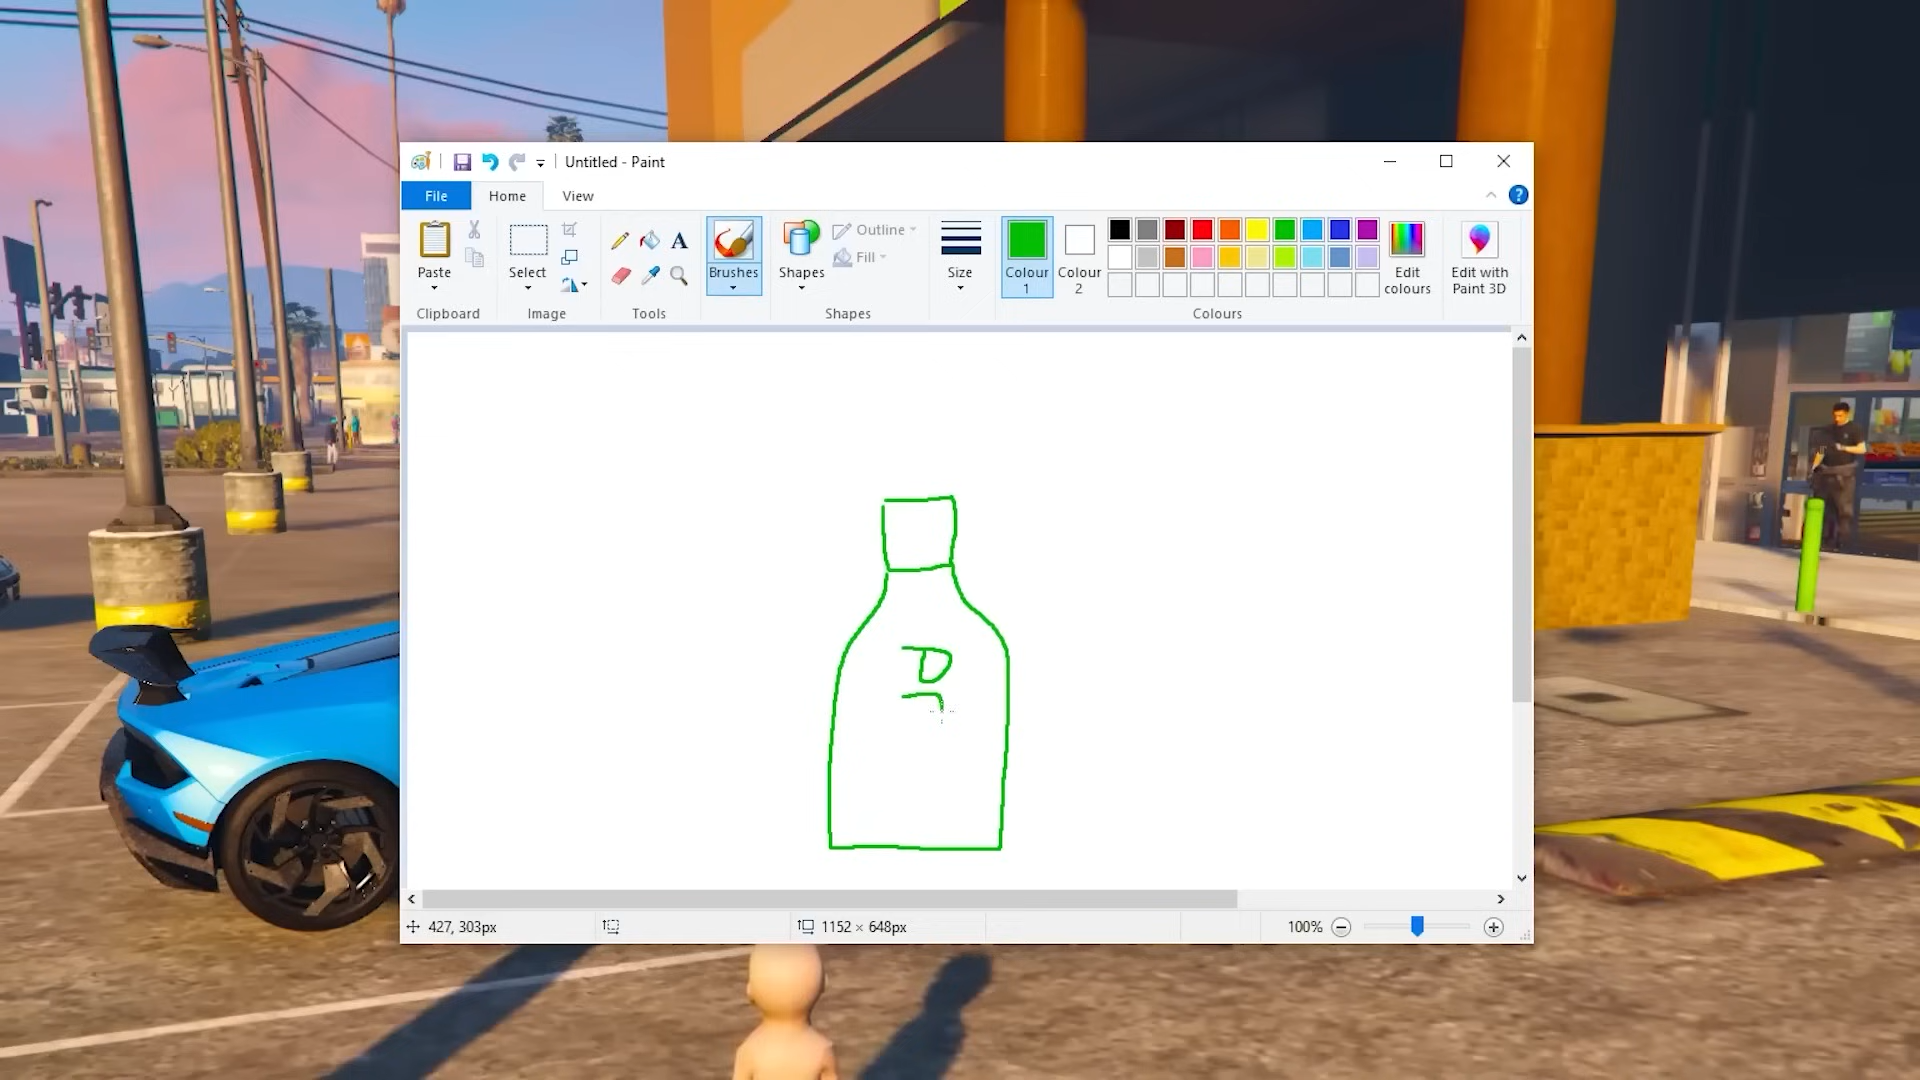 Untitled - Paint
File Home View
Paste
Select
Brushes
Shapes
Outline
Fill
Size
Colour 1
Colour 2
Edit colours
Edit with Paint 3D
Clipboard Image Tools Shapes Colours
D
427, 303px 1152 × 648px 100%